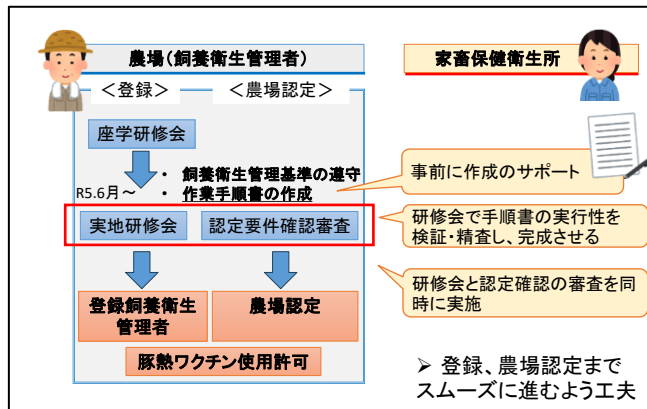 農場(飼養衛生管理者)
家畜保健衛生所
＜登録＞
＜農場認定＞
座学研修会
・ 飼養衛生管理基準の遵守
R5.6月～
・ 作業手順書の作成
事前に作成のサポート
実地研修会
認定要件確認審査
研修会で手順書の実行性を
検証・精査し、完成させる
研修会と認定確認の審査を同
時に実施
登録飼養衛生
管理者
農場認定
豚熱ワクチン使用許可
➢ 登録、農場認定まで
スムーズに進むよう工夫